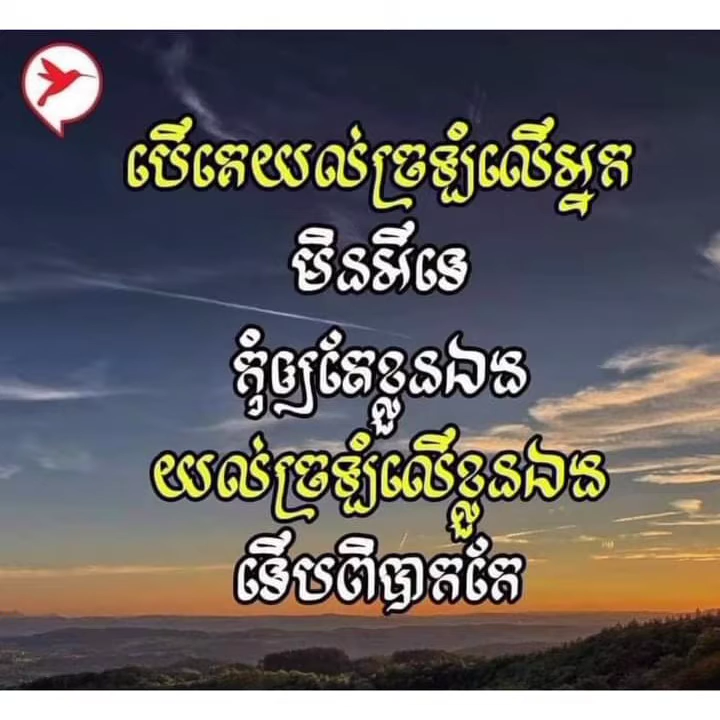 បើគេយល់ច្រឡំលើអ្នក
មិនអីទេ
កុំឲ្យតែខ្លួនឯង
យល់ច្រឡំលើខ្លួនឯង
ទើបពិបាកកែ